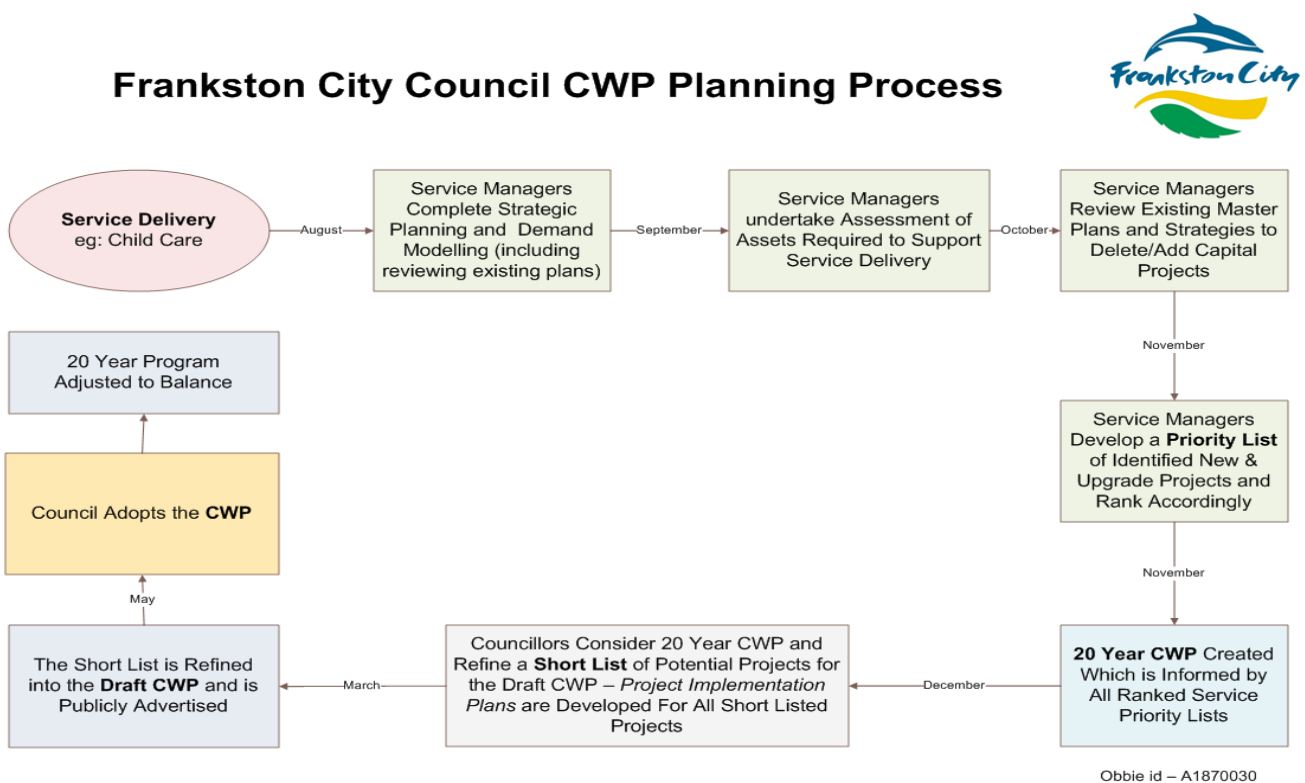 Frankston City Council CWP Planning Process
Frankston City
Service Delivery
eg: Child Care
August
Service Managers
Complete Strategic
Planning and Demand
Modelling (including
reviewing existing plans)
September
Service Managers
undertake Assessment of
Assets Required to Support
Service Delivery
October
Service Managers
Review Existing Master
Plans and Strategies to
Delete/Add Capital
Projects
November
Service Managers
Develop a Priority List
of Identified New &
Upgrade Projects and
Rank Accordingly
November
20 Year CWP Created
Which is Informed by
All Ranked Service
Priority Lists
December
Councillors Consider 20 Year CWP and
Refine a Short List of Potential Projects for
the Draft CWP – Project Implementation
Plans are Developed For All Short Listed
Projects
March
The Short List is Refined
into the Draft CWP and is
Publicly Advertised
May
Council Adopts the CWP
20 Year Program
Adjusted to Balance
Obbie id – A1870030